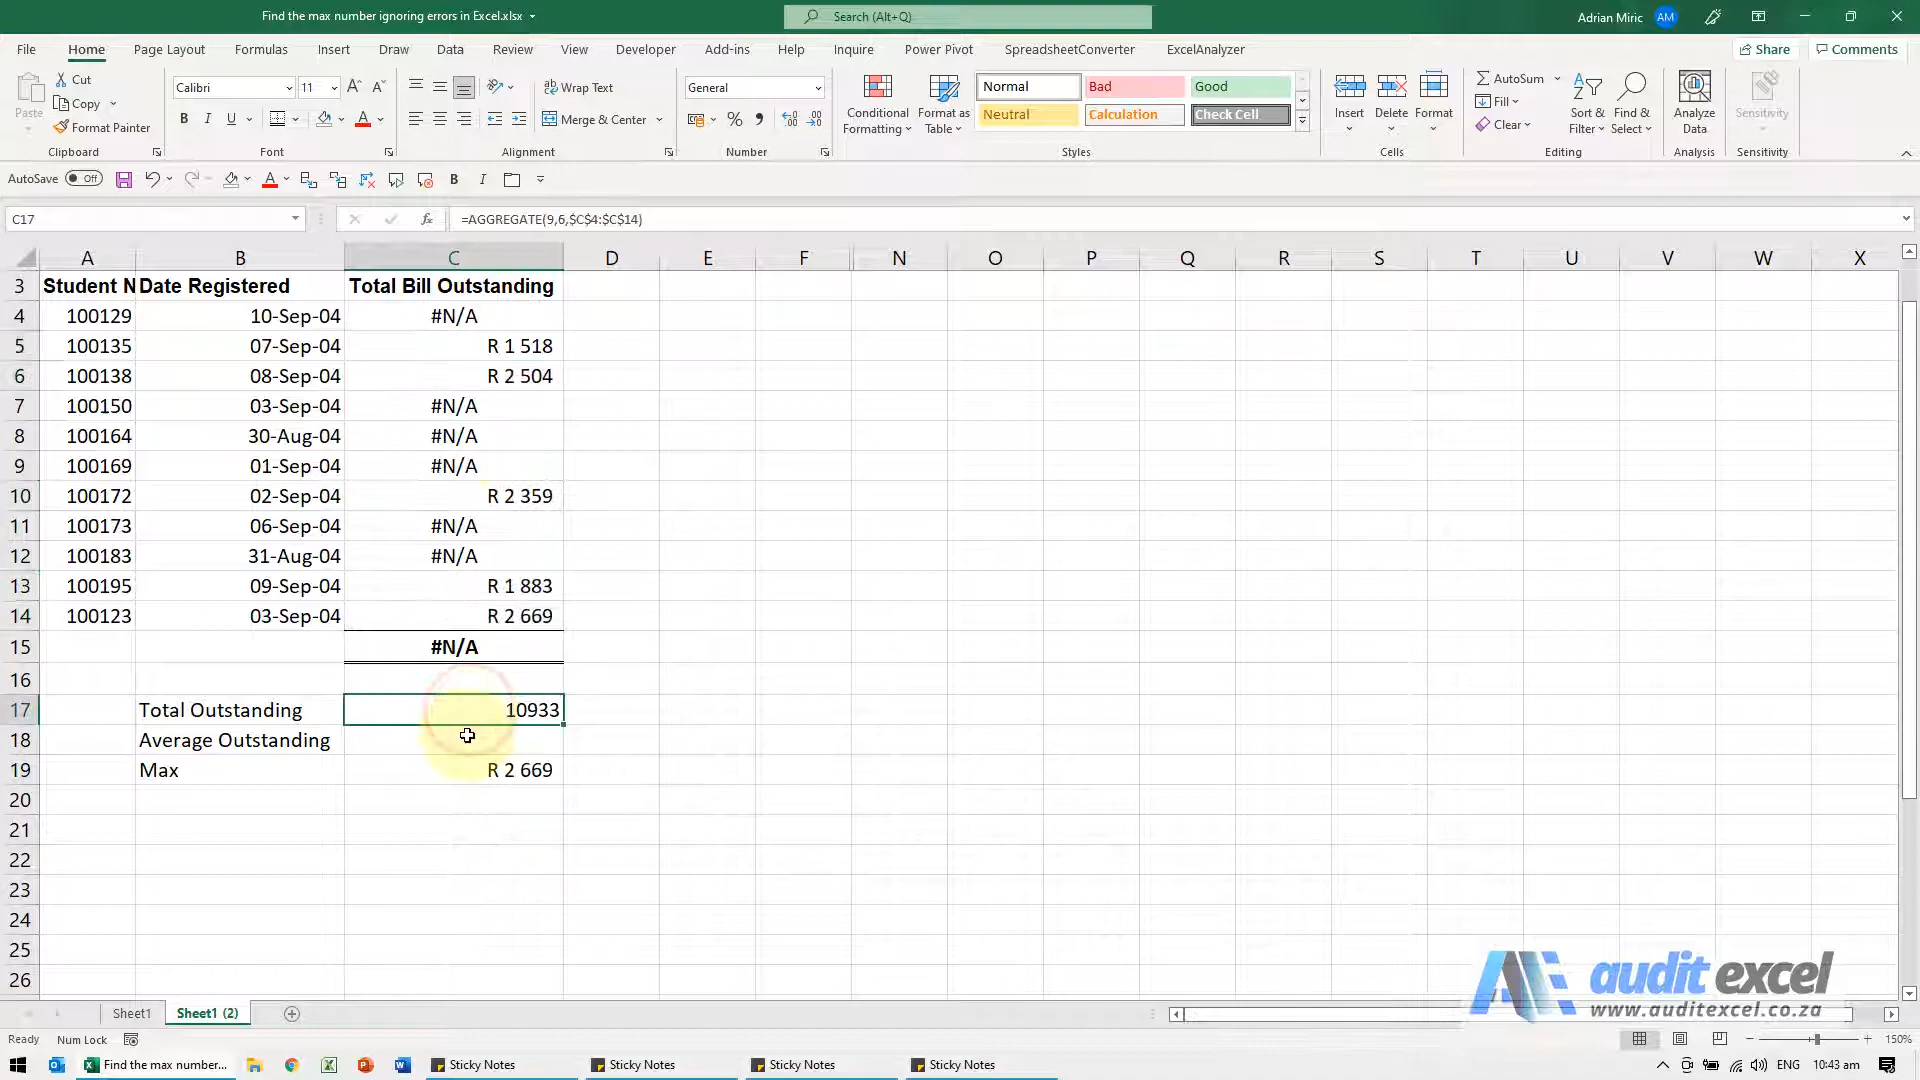 Find the max number ignoring errors in Excel.xlsx
Search (Alt+Q)
Adrian Miric
AM
File Home Page Layout Formulas Insert Draw Data Review View Developer Add-ins Help Inquire Power Pivot SpreadsheetConverter ExcelAnalyzer
Share
Comments
Paste
Cut
Copy
Format Painter
Clipboard
Calibri 11
B I U
Font
Wrap Text
Merge & Center
Alignment
General
%
Number
Conditional Formatting
Format as Table
Normal Bad Good
Neutral Calculation Check Cell
Styles
Insert Delete Format
Cells
AutoSum
Fill
Clear
Sort & Filter
Find & Select
Editing
Analyze Data
Analysis
Sensitivity
Sensitivity
AutoSave Off
B I
C17
fx
=AGGREGATE(9,6,$C$4:$C$14)
A B C D E F N O P Q R S T U V W X
3 Student N Date Registered Total Bill Outstanding
4 100129 10-Sep-04 #N/A
5 100135 07-Sep-04 R 1 518
6 100138 08-Sep-04 R 2 504
7 100150 03-Sep-04 #N/A
8 100164 30-Aug-04 #N/A
9 100169 01-Sep-04 #N/A
10 100172 02-Sep-04 R 2 359
11 100173 06-Sep-04 #N/A
12 100183 31-Aug-04 #N/A
13 100195 09-Sep-04 R 1 883
14 100123 03-Sep-04 R 2 669
15 #N/A
16
17 Total Outstanding 10933
18 Average Outstanding
19 Max R 2 669
20
21
22
23
24
25
26
audit excel
www.auditexcel.co.za
Sheet1 Sheet1 (2)
Ready Num Lock
150%
Find the max number...
Sticky Notes
Sticky Notes
Sticky Notes
Sticky Notes
ENG 10:43 am